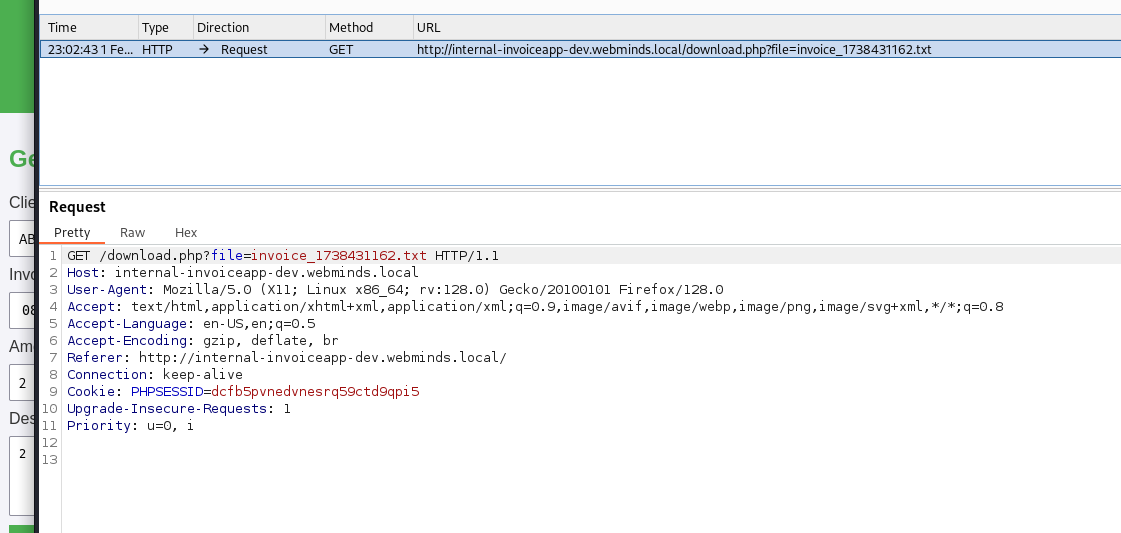 Time Type Direction Method URL
23:02:43 1 Fe... HTTP → Request GET http://internal-invoiceapp-dev.webminds.local/download.php?file=invoice_1738431162.txt
Ge
Clie
AB
Invo
08
Amo
2
Des
2
Request
Pretty Raw Hex
1 GET /download.php?file=invoice_1738431162.txt HTTP/1.1
2 Host: internal-invoiceapp-dev.webminds.local
3 User-Agent: Mozilla/5.0 (X11; Linux x86_64; rv:128.0) Gecko/20100101 Firefox/128.0
4 Accept: text/html,application/xhtml+xml,application/xml;q=0.9,image/avif,image/webp,image/png,image/svg+xml,*/*;q=0.8
5 Accept-Language: en-US,en;q=0.5
6 Accept-Encoding: gzip, deflate, br
7 Referer: http://internal-invoiceapp-dev.webminds.local/
8 Connection: keep-alive
9 Cookie: PHPSESSID=dcfb5pvnedvnesrq59ctd9qpi5
10 Upgrade-Insecure-Requests: 1
11 Priority: u=0, i
12
13